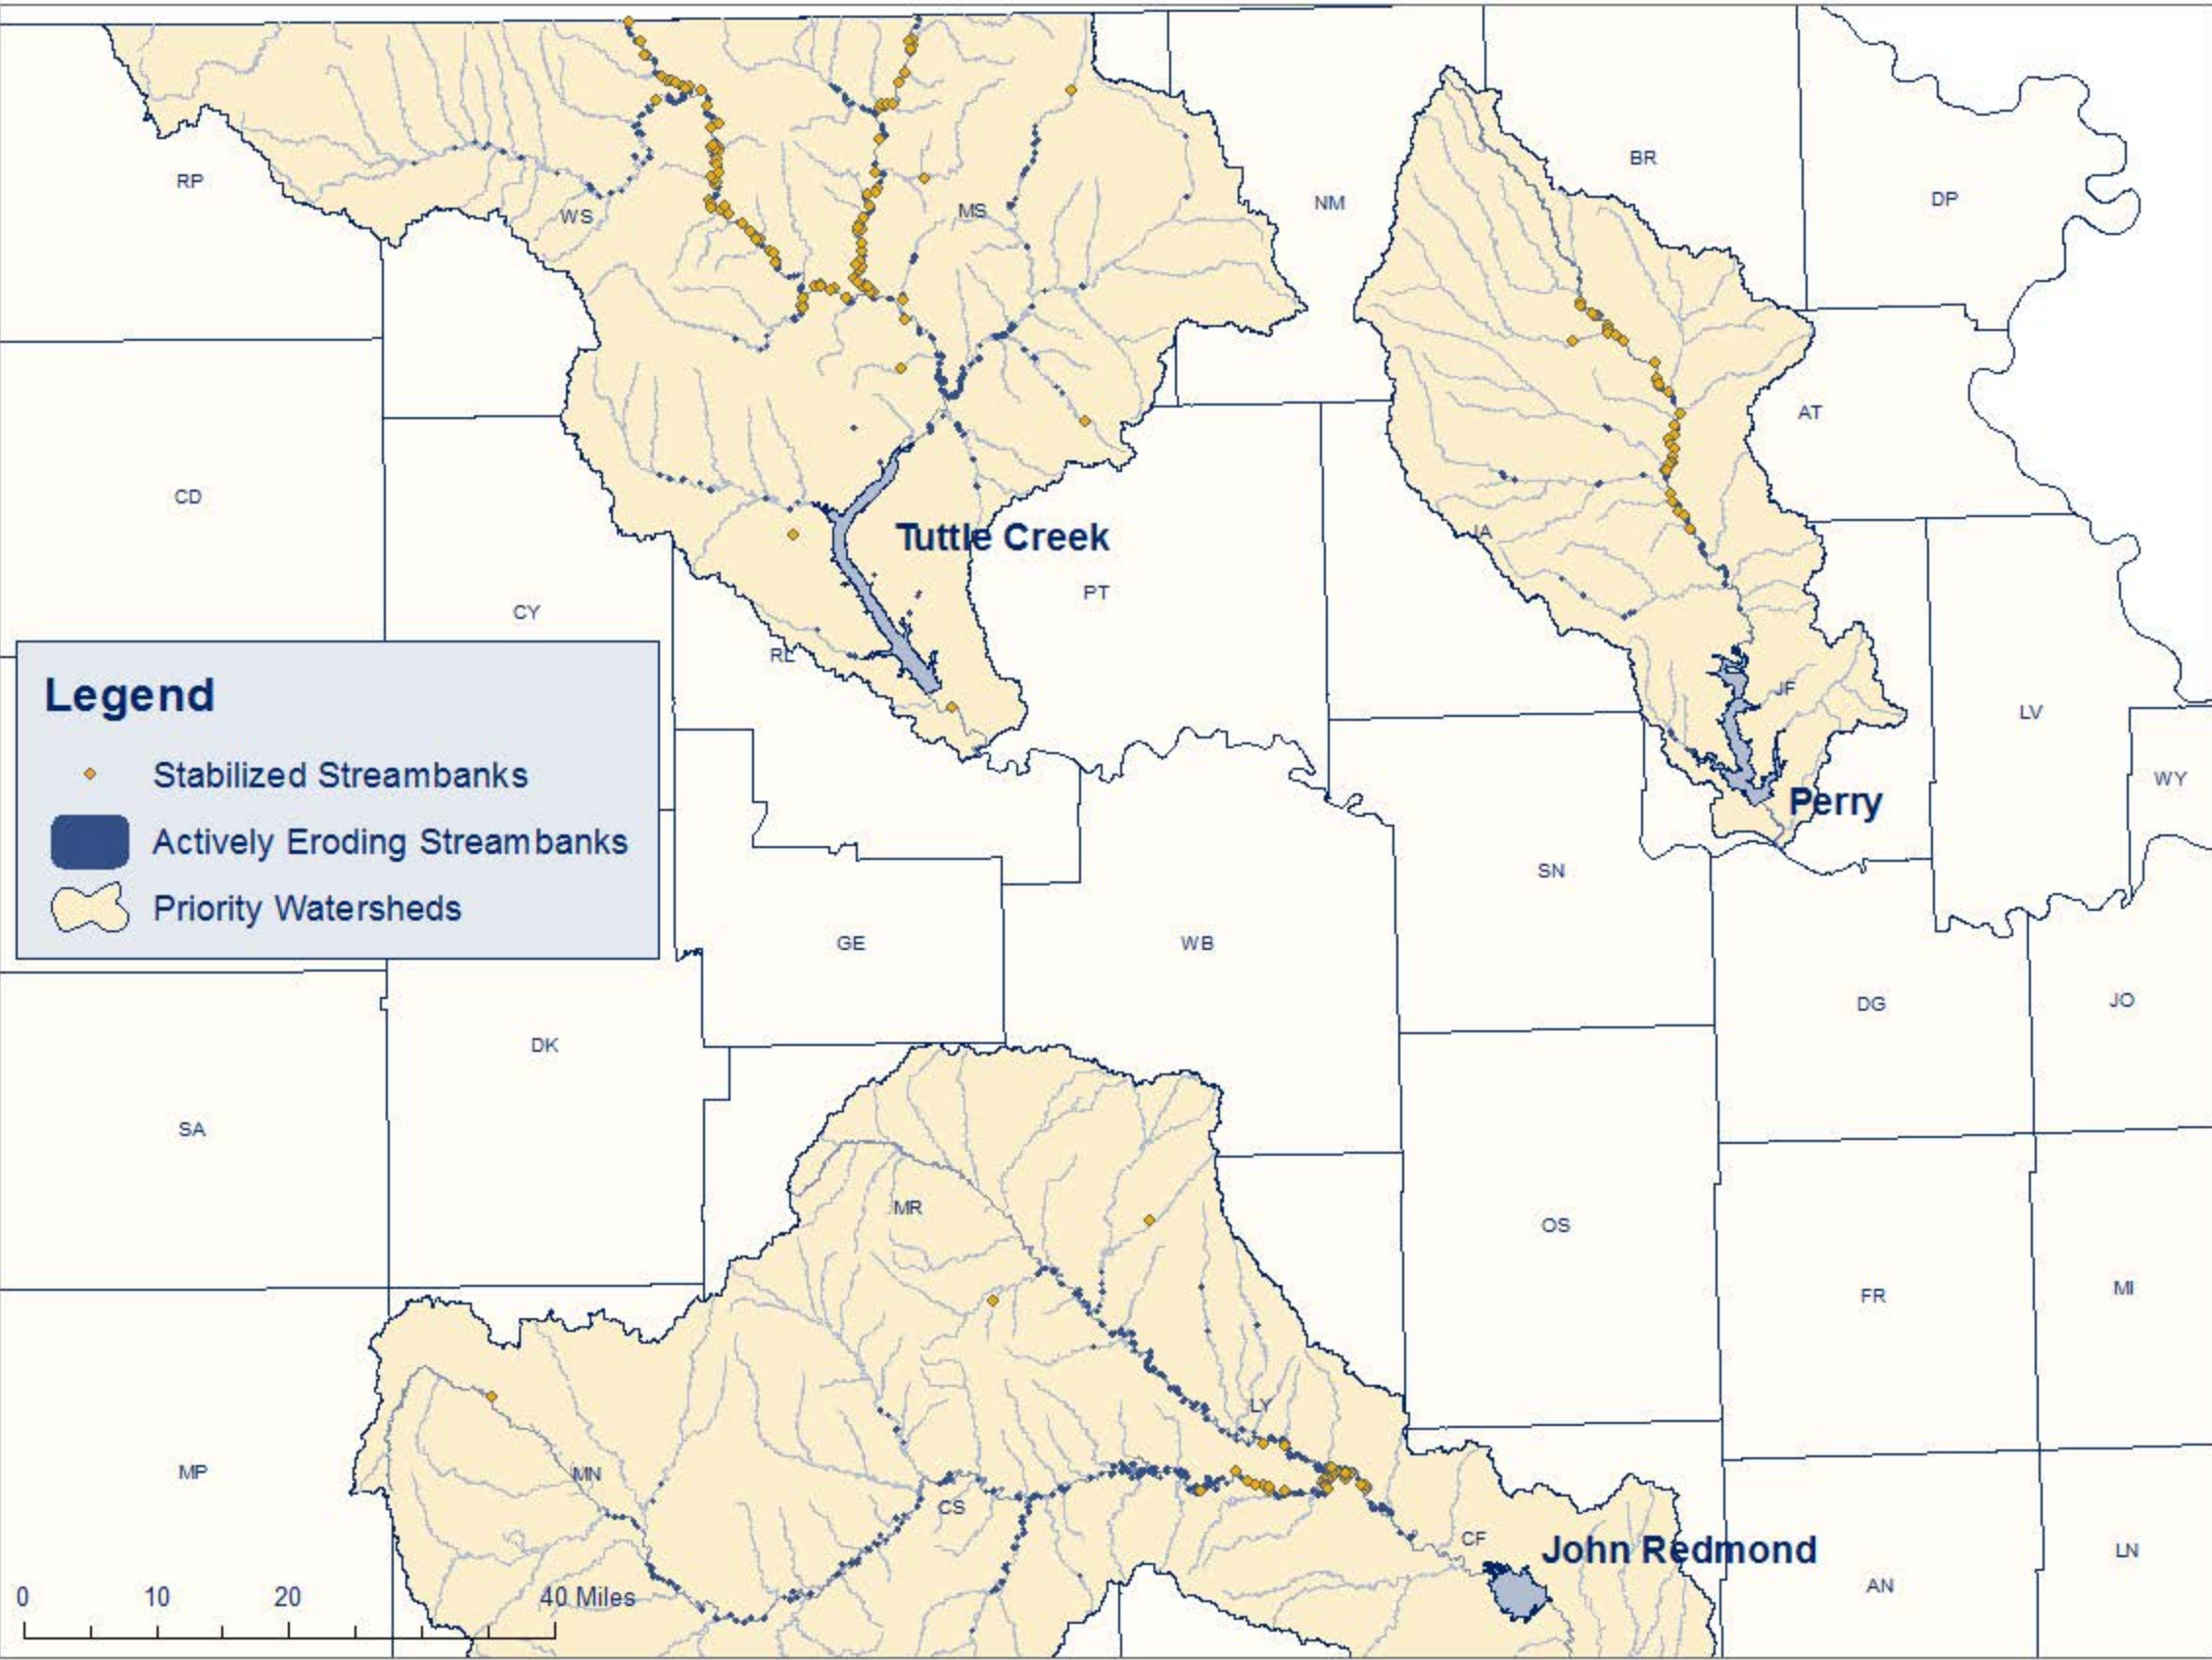 BR
RP
DP
NM
MS
WS
AT
CD
JA
Tuttle Creek
PT
CY
RL
JF
LV
WY
Perry
Legend
Stabilized Streambanks
Actively Eroding Streambanks
Priority Watersheds
SN
GE
WB
DG
JO
DK
SA
MR
OS
FR
MI
LY
MP
MN
CS
CF
John Redmond
LN
AN
0 10 20 40 Miles